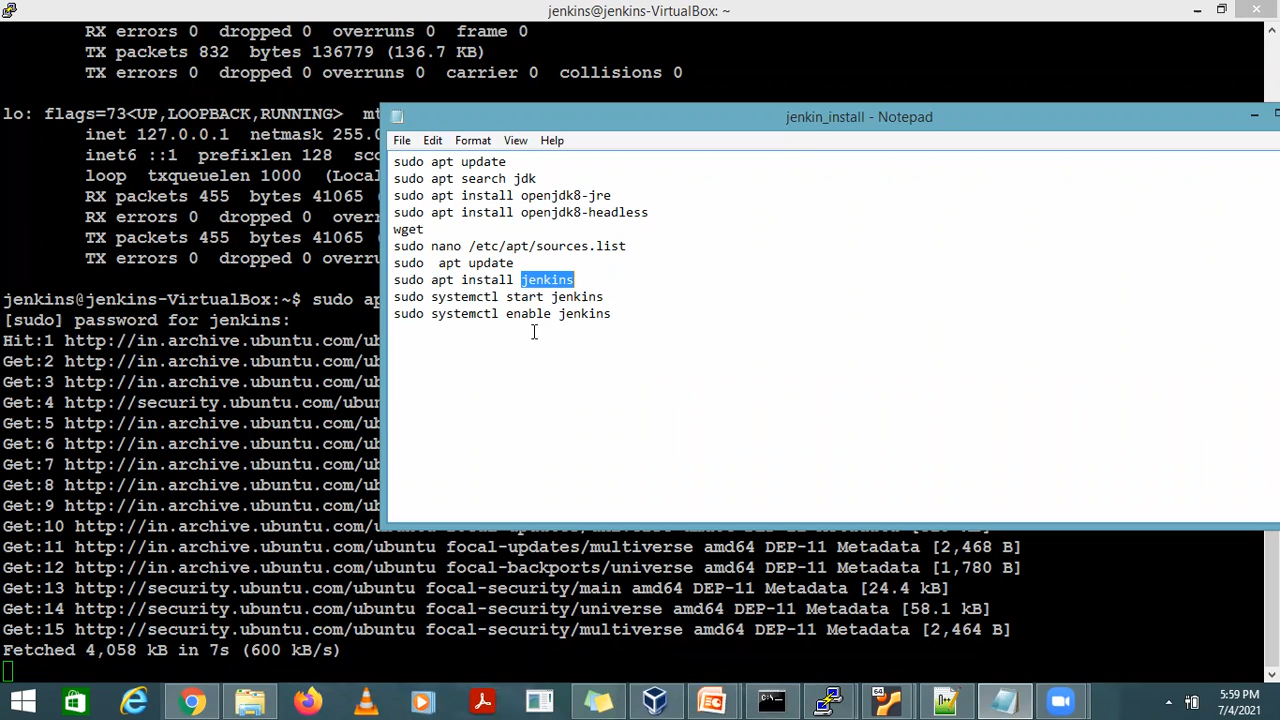 jenkins@jenkins-VirtualBox: ~
RX errors 0 dropped 0 overruns 0 frame 0
TX packets 832 bytes 136779 (136.7 KB)
TX errors 0 dropped 0 overruns 0 carrier 0 collisions 0
lo: flags=73<UP,LOOPBACK,RUNNING>
inet 127.0.0.1 netmask 255.0
inet6 ::1 prefixlen 128
loop txqueuelen 1000 (Local
RX packets 455 bytes 41065
RX errors 0 dropped 0
TX packets 455 bytes 41065
TX errors 0 dropped 0
jenkins@jenkins-VirtualBox:~$ sudo ap
[sudo] password for jenkins:
Hit:1 http://in.archive.ubuntu.com/ub
Get:2 http://in.archive.ubuntu.com/ub
Get:3 http://in.archive.ubuntu.com/ub
Get:4 http://security.ubuntu.com/ubun
Get:5 http://in.archive.ubuntu.com/ub
Get:6 http://in.archive.ubuntu.com/ub
Get:7 http://in.archive.ubuntu.com/ub
Get:8 http://in.archive.ubuntu.com/ub
Get:9 http://in.archive.ubuntu.com/ub
Get:10 http://in.archive.ubuntu.com/ubuntu
Get:11 http://in.archive.ubuntu.com/ubuntu focal-updates/multiverse amd64 DEP-11 Metadata [2,468 B]
Get:12 http://in.archive.ubuntu.com/ubuntu focal-backports/universe amd64 DEP-11 Metadata [1,780 B]
Get:13 http://security.ubuntu.com/ubuntu focal-security/main amd64 DEP-11 Metadata [24.4 kB]
Get:14 http://security.ubuntu.com/ubuntu focal-security/universe amd64 DEP-11 Metadata [58.1 kB]
Get:15 http://security.ubuntu.com/ubuntu focal-security/multiverse amd64 DEP-11 Metadata [2,464 B]
Fetched 4,058 kB in 7s (600 kB/s)
jenkin_install - Notepad
File Edit Format View Help
sudo apt update
sudo apt search jdk
sudo apt install openjdk8-jre
sudo apt install openjdk8-headless
wget
sudo nano /etc/apt/sources.list
sudo  apt update
sudo apt install jenkins
sudo systemctl start jenkins
sudo systemctl enable jenkins
64
5:59 PM
7/4/2021